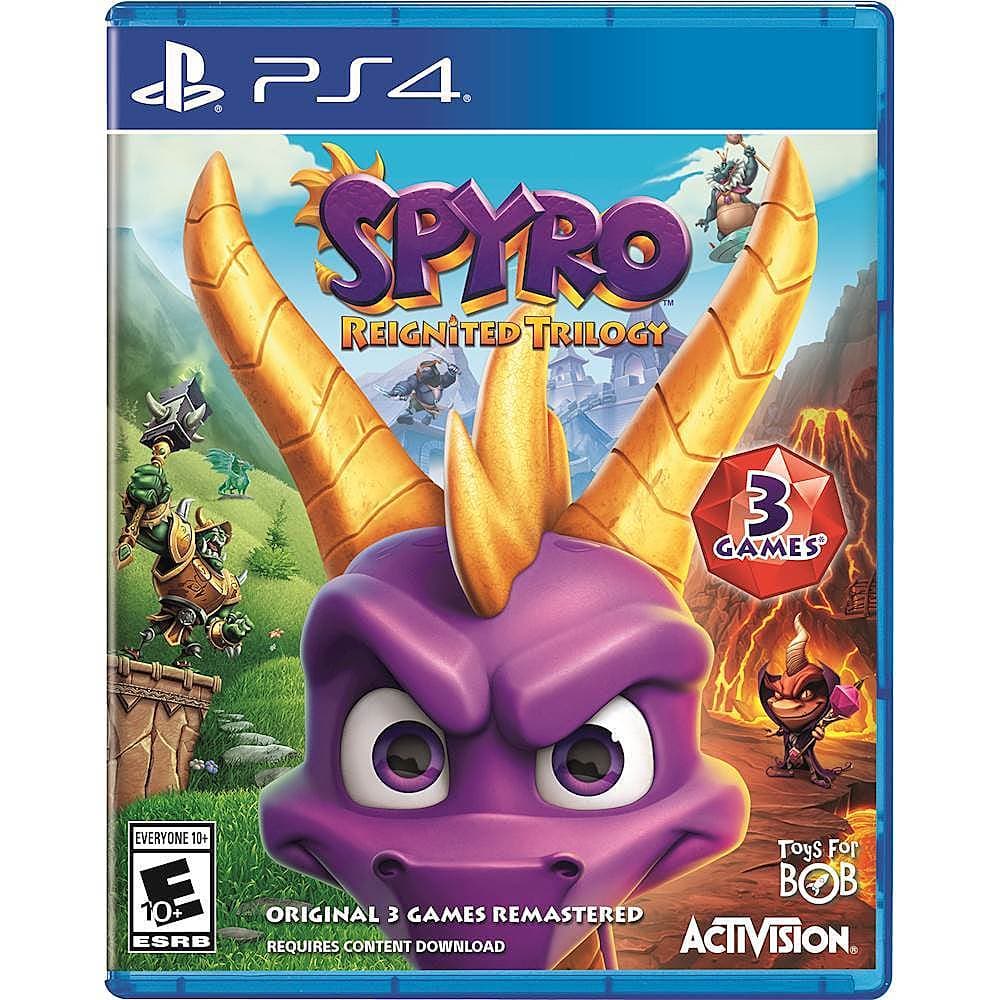 PS4
SPYRO
REIGNITED TRILOGY
3
GAMES*
EVERYONE 10+
E
10+
ESRB
ORIGINAL 3 GAMES REMASTERED
REQUIRES CONTENT DOWNLOAD
TOYS FOR
BOB
ACTIVISION®